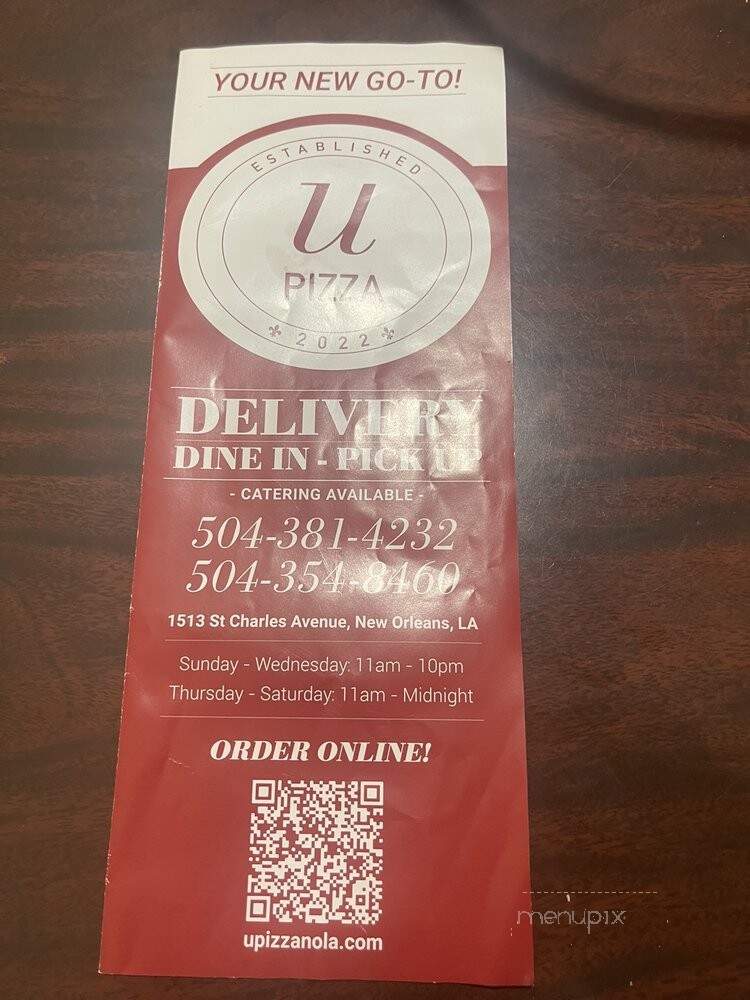 YOUR NEW GO-TO!
ESTABLISHED
u
PIZZA
2022
DELIVERY
DINE IN - PICK UP
- CATERING AVAILABLE -
504-381-4232
504-354-8460
1513 St Charles Avenue, New Orleans, LA
Sunday - Wednesday: 11am - 10pm
Thursday - Saturday: 11am - Midnight
ORDER ONLINE!
upizzanola.com
menupix